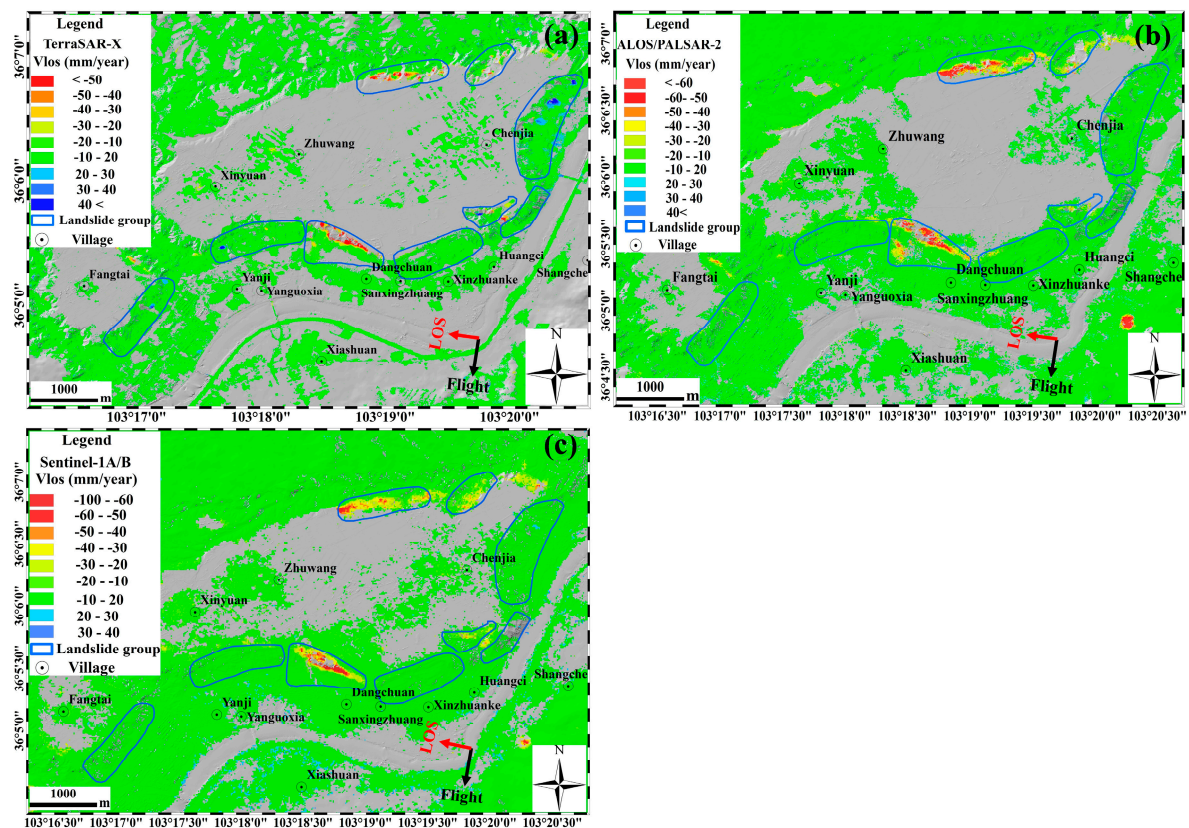 (a)
Legend
TerraSAR-X
Vlos (mm/year)
< -50
-50 - -40
-40 - -30
-30 - -20
-20 - -10
-10 20
20 - 30
30 - 40
40 <
Landslide group
Village
36°7'0''
36°6'30''
36°6'0''
36°5'30''
36°5'0''
Zhuwang
Chenjia
Xinyuan
Fangtai
Yanji
Yanguoxia
Dangchuan
Sanxingzhuang
Xinzhuanke
Huangci
Shangche
Xiashuan
LOS
Flight
N
1000
m
103°17'0''
103°18'0''
103°19'0''
103°20'0''
(b)
Legend
ALOS/PALSAR-2
Vlos (mm/year)
< -60
-60- -50
-50 - -40
-40 - -30
-30 - -20
-20 - -10
-10 20
20 - 30
30 - 40
40<
Landslide group
Village
36°7'0''
36°6'30''
36°6'0''
36°5'30''
36°5'0''
36°4'30''
Zhuwang
Chenjia
Xinyuan
Fangtai
Yanji
Yanguoxia
Dangchuan
Sanxingzhuang
Xinzhuanke
Huangci
Shangche
Xiashuan
LOS
Flight
N
1000
m
103°16'30''
103°17'0''
103°17'30''
103°18'0''
103°18'30''
103°19'0''
103°19'30''
103°20'0''
103°20'30''
(c)
Legend
Sentinel-1A/B
Vlos (mm/year)
-100 - -60
-60 - -50
-50 - -40
-40 - -30
-30 - -20
-20 - -10
-10 - 20
20 - 30
30 - 40
Landslide group
Village
36°7'0''
36°6'30''
36°6'0''
36°5'30''
36°5'0''
Zhuwang
Chenjia
Xinyuan
Fangtai
Yanji
Yanguoxia
Dangchuan
Sanxingzhuang
Xinzhuanke
Huangci
Shangche
Xiashuan
LOS
Flight
N
1000
m
103°16'30''
103°17'0''
103°17'30''
103°18'0''
103°18'30''
103°19'0''
103°19'30''
103°20'0''
103°20'30''